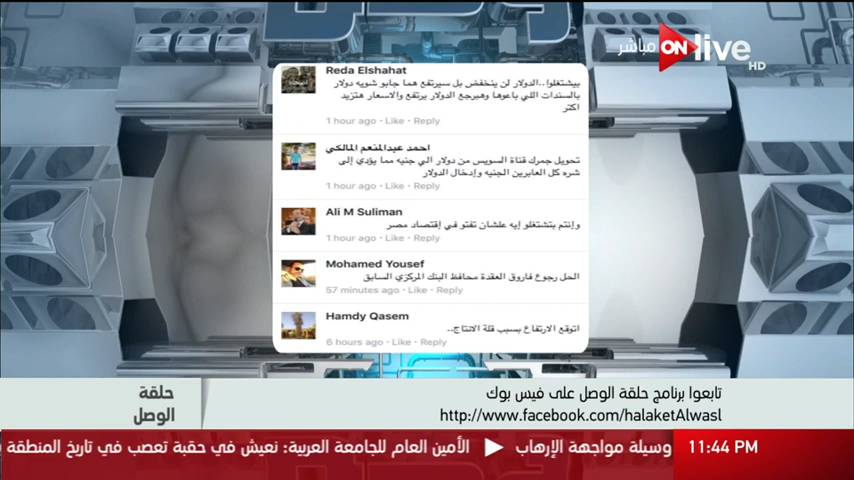 مباشر ON live HD
Reda Elshahat
بيشتغلوا..الدولار لن ينخفض بل سيرتفع هما جابو شويه دولار
بالسندات اللي باعوها وهيرجع الدولار يرتفع والاسعار هتزيد
اكتر
1 hour ago · Like · Reply
احمد عبدالمنعم المالكي
تحويل جمرك قناة السويس من دولار الي جنيه مما يؤدي إلى
شره كل العابرين الجنيه وإدخال الدولار
1 hour ago · Like · Reply
Ali M Suliman
وإنتم بتشتغلو إيه علشان تفتو في إقتصاد مصر
1 hour ago · Like · Reply
Mohamed Yousef
الحل رجوع فاروق العقدة محافظ البنك المركزي السابق
57 minutes ago · Like · Reply
Hamdy Qasem
اتوقع الارتفاع بسبب قلة الانتاج..
6 hours ago · Like · Reply
حلقة
الوصل
تابعوا برنامج حلقة الوصل على فيس بوك
http://www.facebook.com/halaketAlwasl
11:44 PM
وسيلة مواجهة الإرهاب
الأمين العام للجامعة العربية: نعيش في حقبة تعصب في تاريخ المنطقة